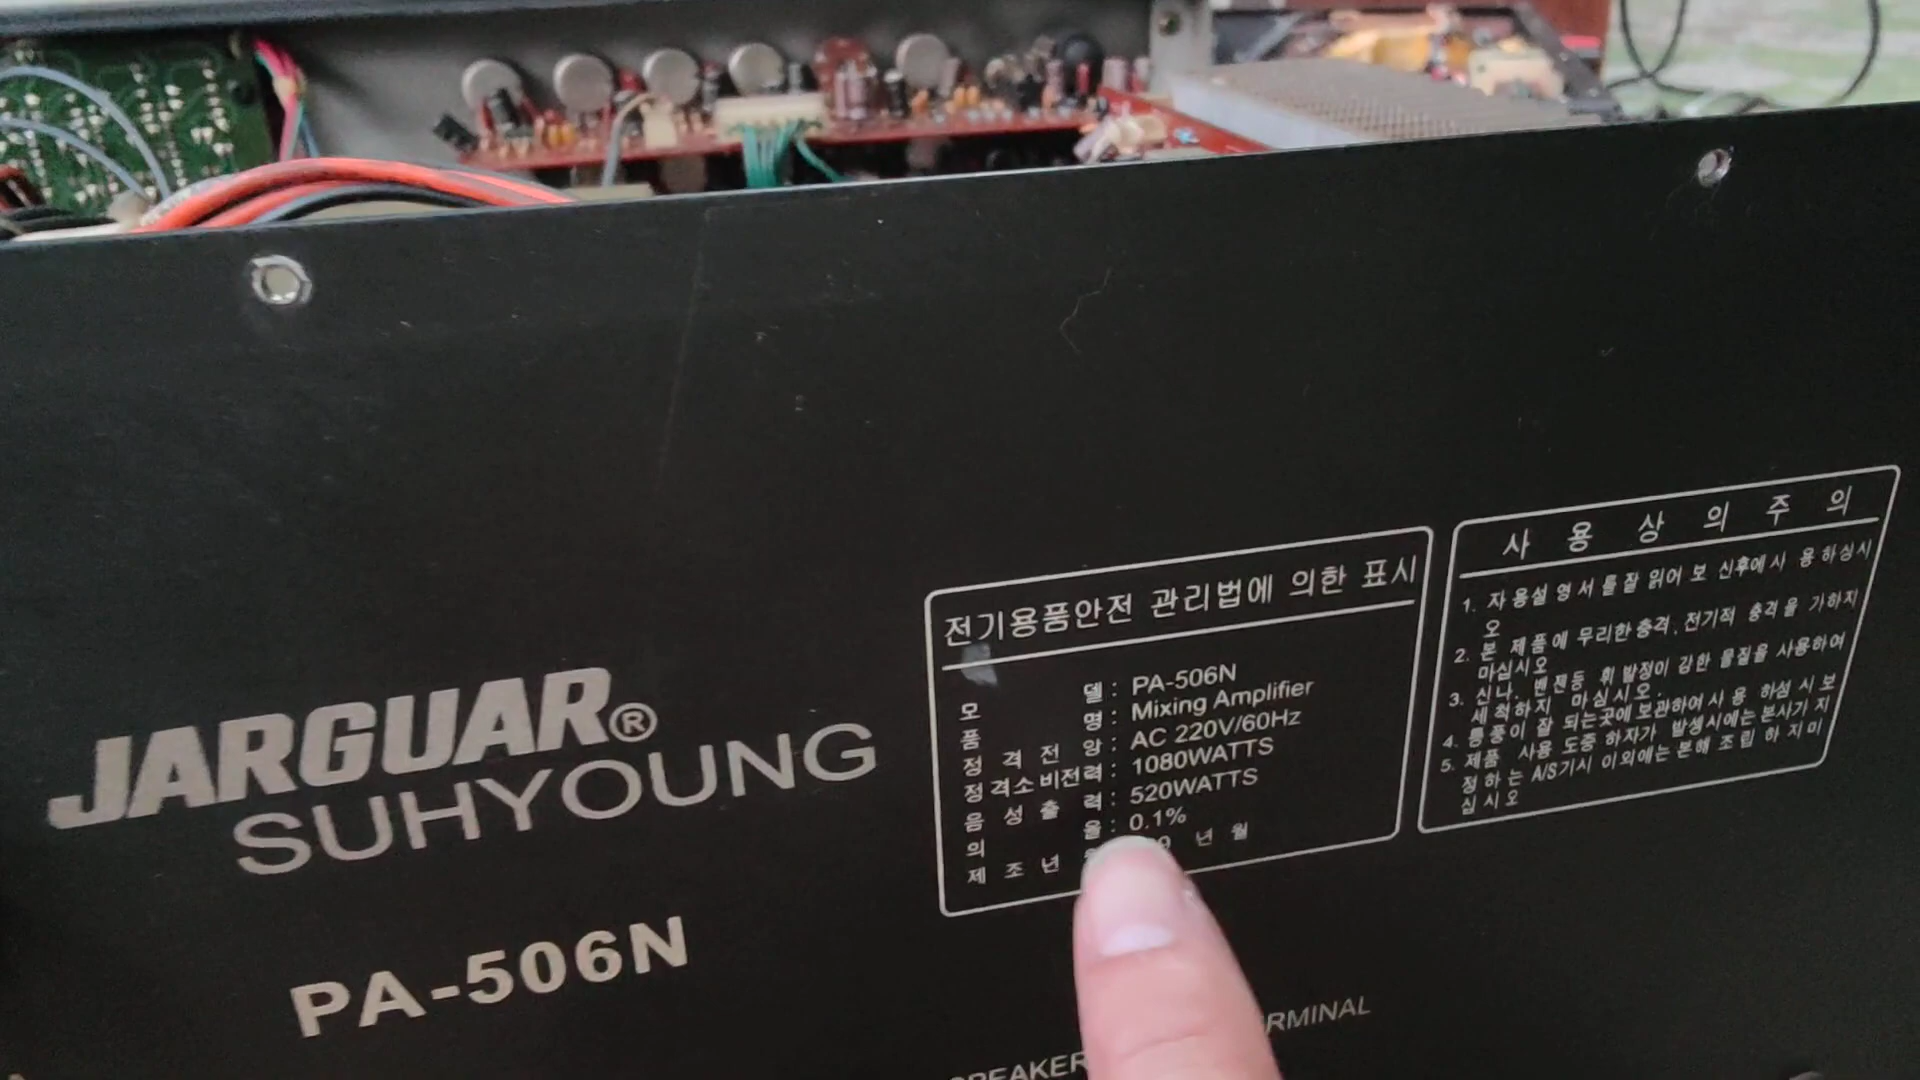 JARGUAR®
SUHYOUNG
PA-506N
전기용품안전 관리법에 의한 표시
모 델 : PA-506N
품 명 : Mixing Amplifier
정 격 전 압 : AC 220V/60Hz
정격소비전력 : 1080WATTS
음 성 출 력 : 520WATTS
의 율 : 0.1%
제 조 년 년 월
사 용 상 의 주 의
1. 자 용설 영 서 를 잘 읽어 보 신후에사 용 하십시
오
2. 본 제품에 무리한충격, 전기적 충격을 가하지
마십시오
3. 신나, 벤젠등 휘발정이 강한 물질을 사용하여
세척하지 마십시오.
4. 통풍이 잘 되는곳에 보관하여사용 하섬 시 보
5. 제품 사용 도중 하자가 발생시에는 본사가 지
정하는 A/S기시 이외에는 본해 조립 하지미
십시오